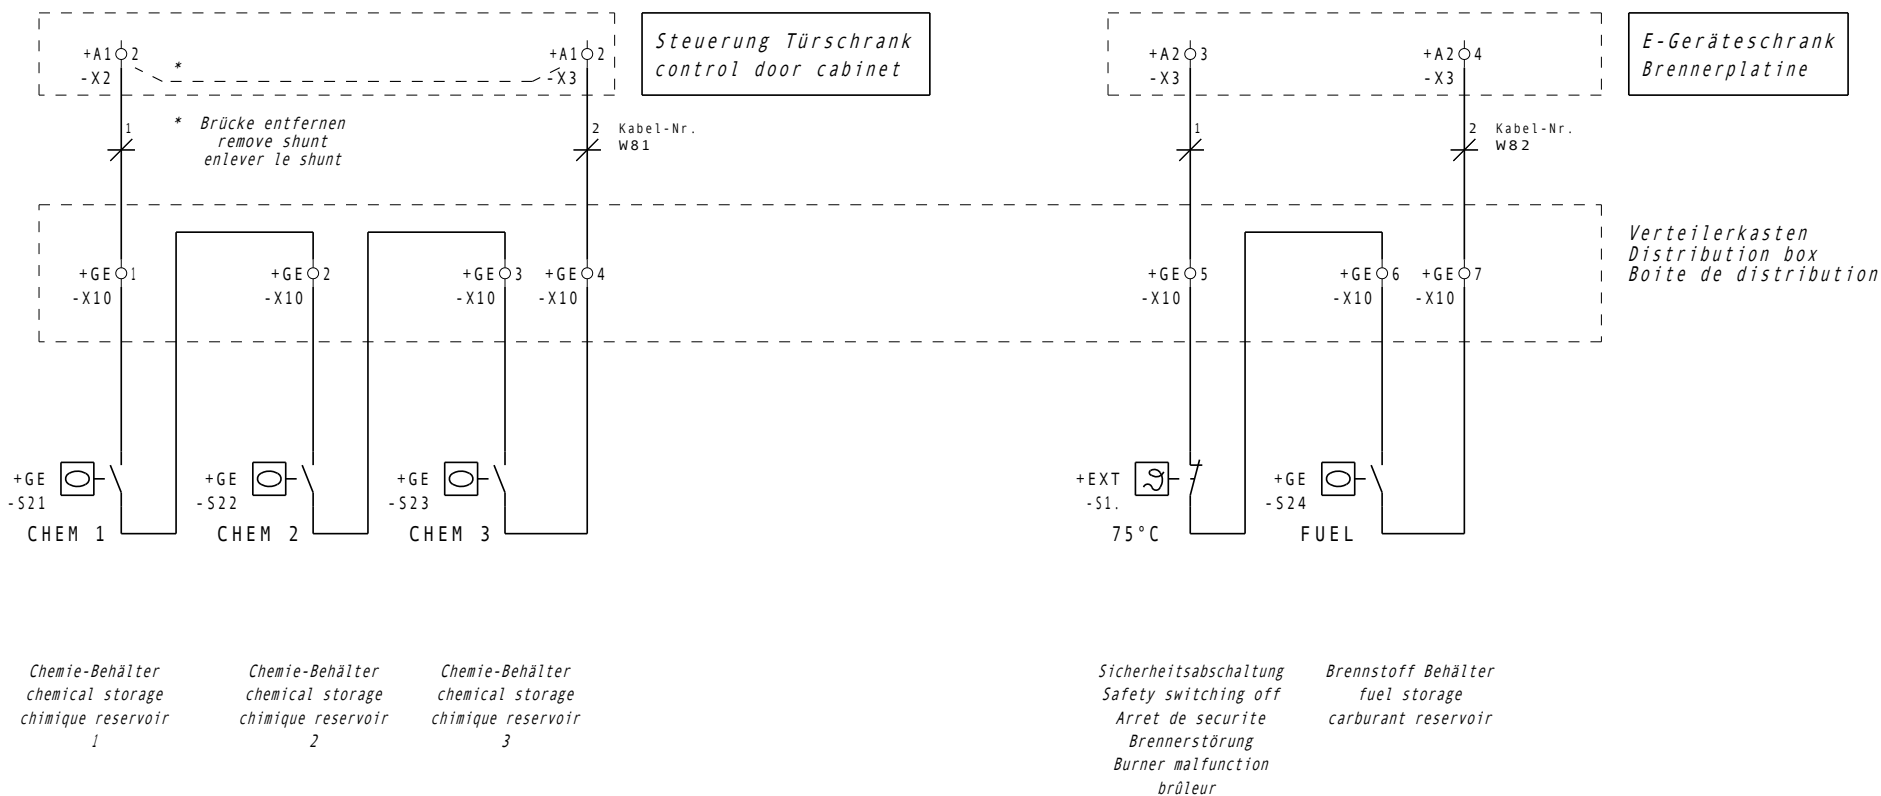 +A1 2
-X2
*
+A1 2
-X3
Steuerung Türschrank
control door cabinet
+A2 3
-X3
+A2 4
-X3
E-Geräteschrank
Brennerplatine
1
* Brücke entfernen
remove shunt
enlever le shunt
2 Kabel-Nr.
W81
1
2 Kabel-Nr.
W82
+GE 1
-X10
+GE 2
-X10
+GE 3
-X10
+GE 4
-X10
+GE 5
-X10
+GE 6
-X10
+GE 7
-X10
Verteilerkasten
Distribution box
Boite de distribution
+GE
-S21
CHEM 1
+GE
-S22
CHEM 2
+GE
-S23
CHEM 3
+EXT
-S1.
75°C
+GE
-S24
FUEL
Chemie-Behälter
chemical storage
chimique reservoir
1
Chemie-Behälter
chemical storage
chimique reservoir
2
Chemie-Behälter
chemical storage
chimique reservoir
3
Sicherheitsabschaltung
Safety switching off
Arret de securite
Brennerstörung
Burner malfunction
brûleur
Brennstoff Behälter
fuel storage
carburant reservoir